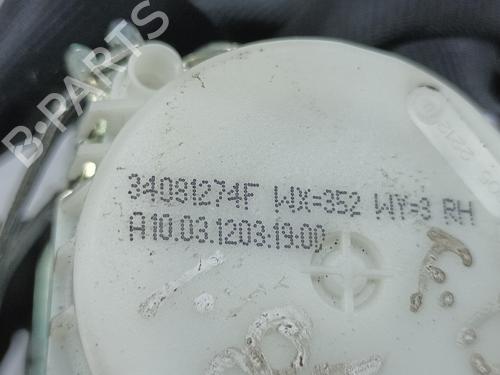 34081274F WX=352 WY=3 RH
A10.03.1203.19.00
B-PARTS